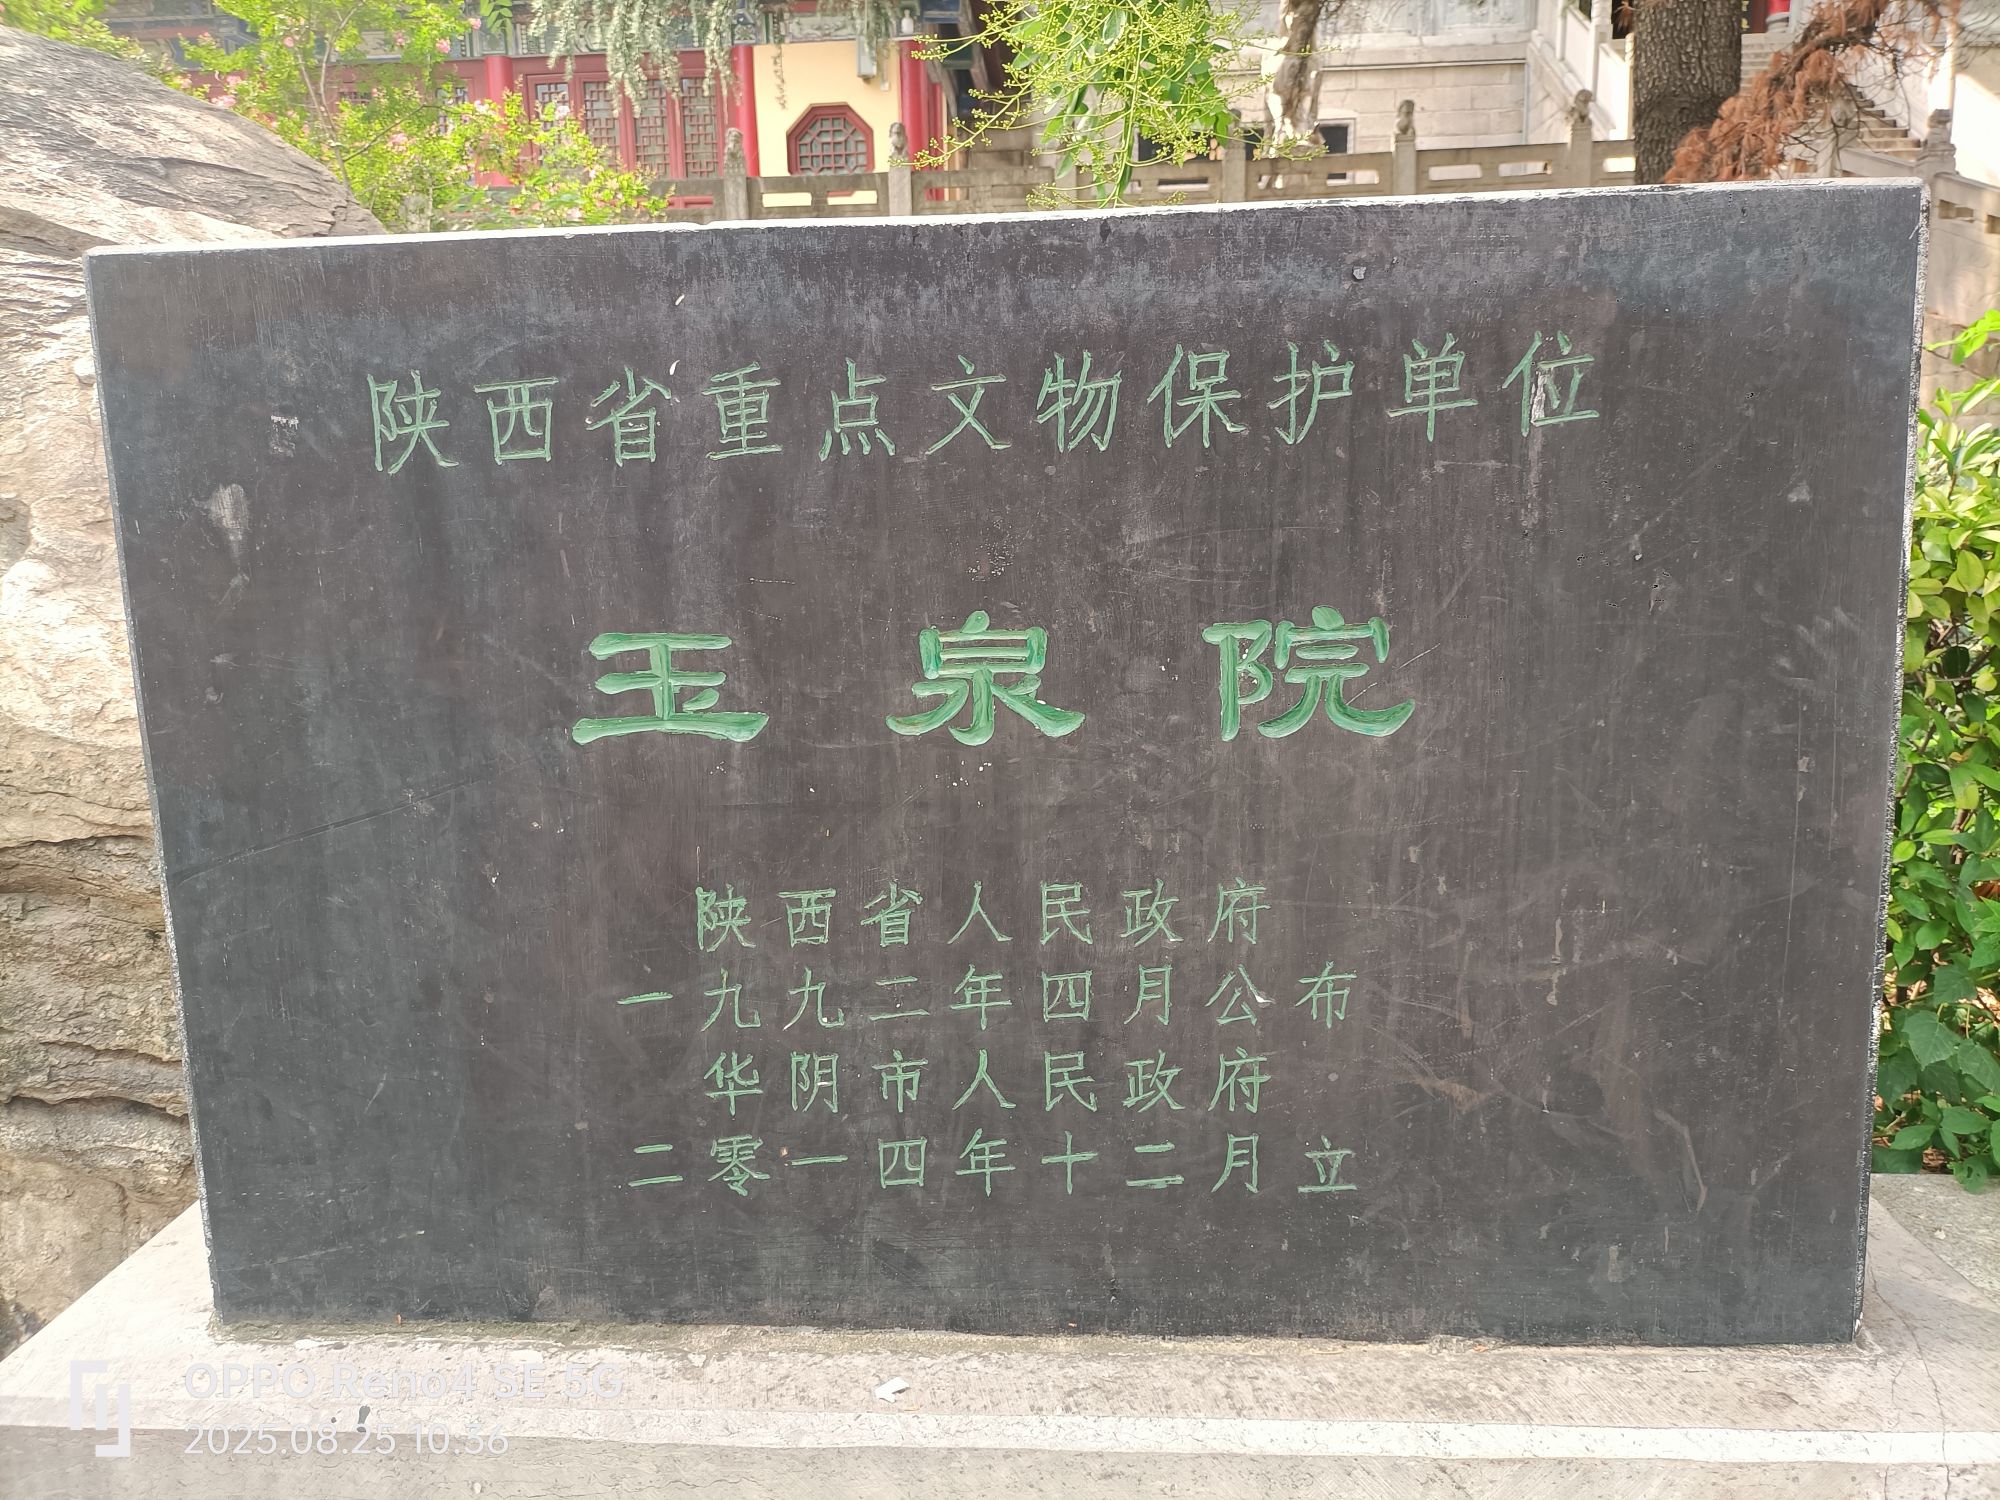 陕西省重点文物保护单位
玉泉院
陕西省人民政府
一九九二年四月公布
华阴市人民政府
二零一四年十二月立
OPPO Reno4 SE 5G
2025.08.25 10:36